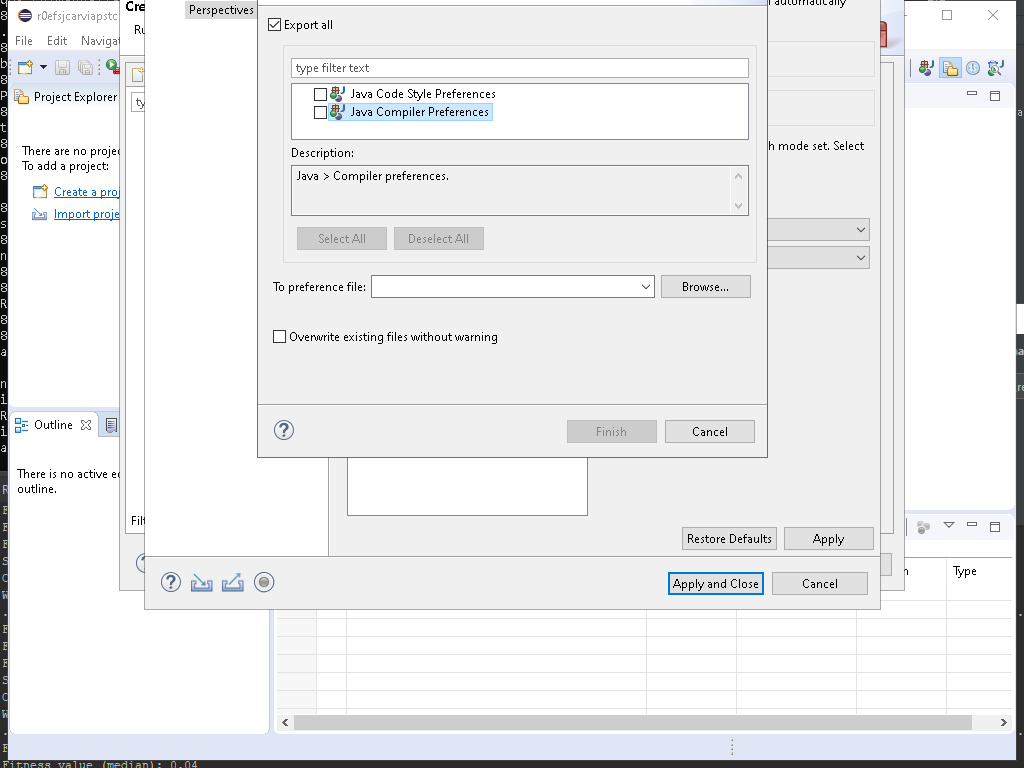 r0efsjcarviapstc
Cre
Perspectives
l automatically
Ru
Export all
File Edit Navigat
type filter text
Project Explorer
ty
Java Code Style Preferences
Java Compiler Preferences
There are no projec
To add a project:
h mode set. Select
Description:
Java > Compiler preferences.
Create a proj
Import proje
Select All Deselect All
To preference file: Browse...
Overwrite existing files without warning
Outline
Finish Cancel
There is no active ed
outline.
Filt
Restore Defaults Apply
n Type
Apply and Close Cancel
Fitness value (median): 0.04